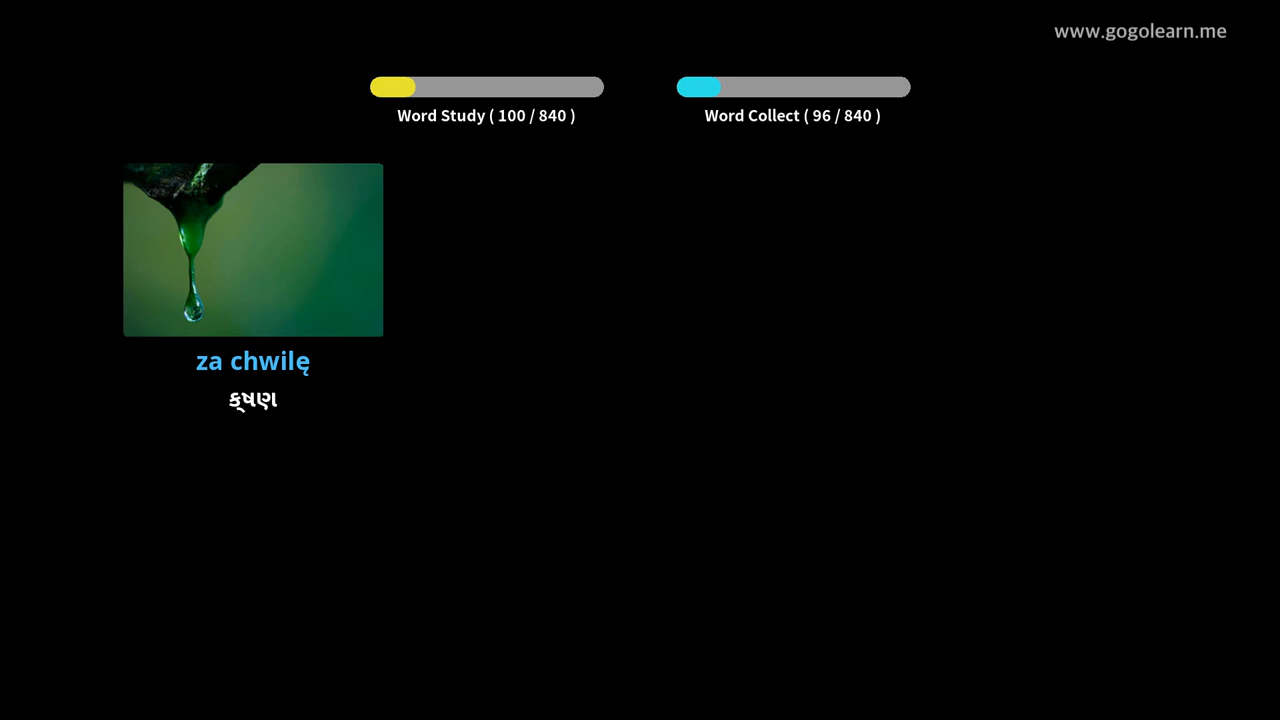 www.gogolearn.me
Word Study ( 100 / 840 )
Word Collect ( 96 / 840 )
za chwilę
ક્ષણ